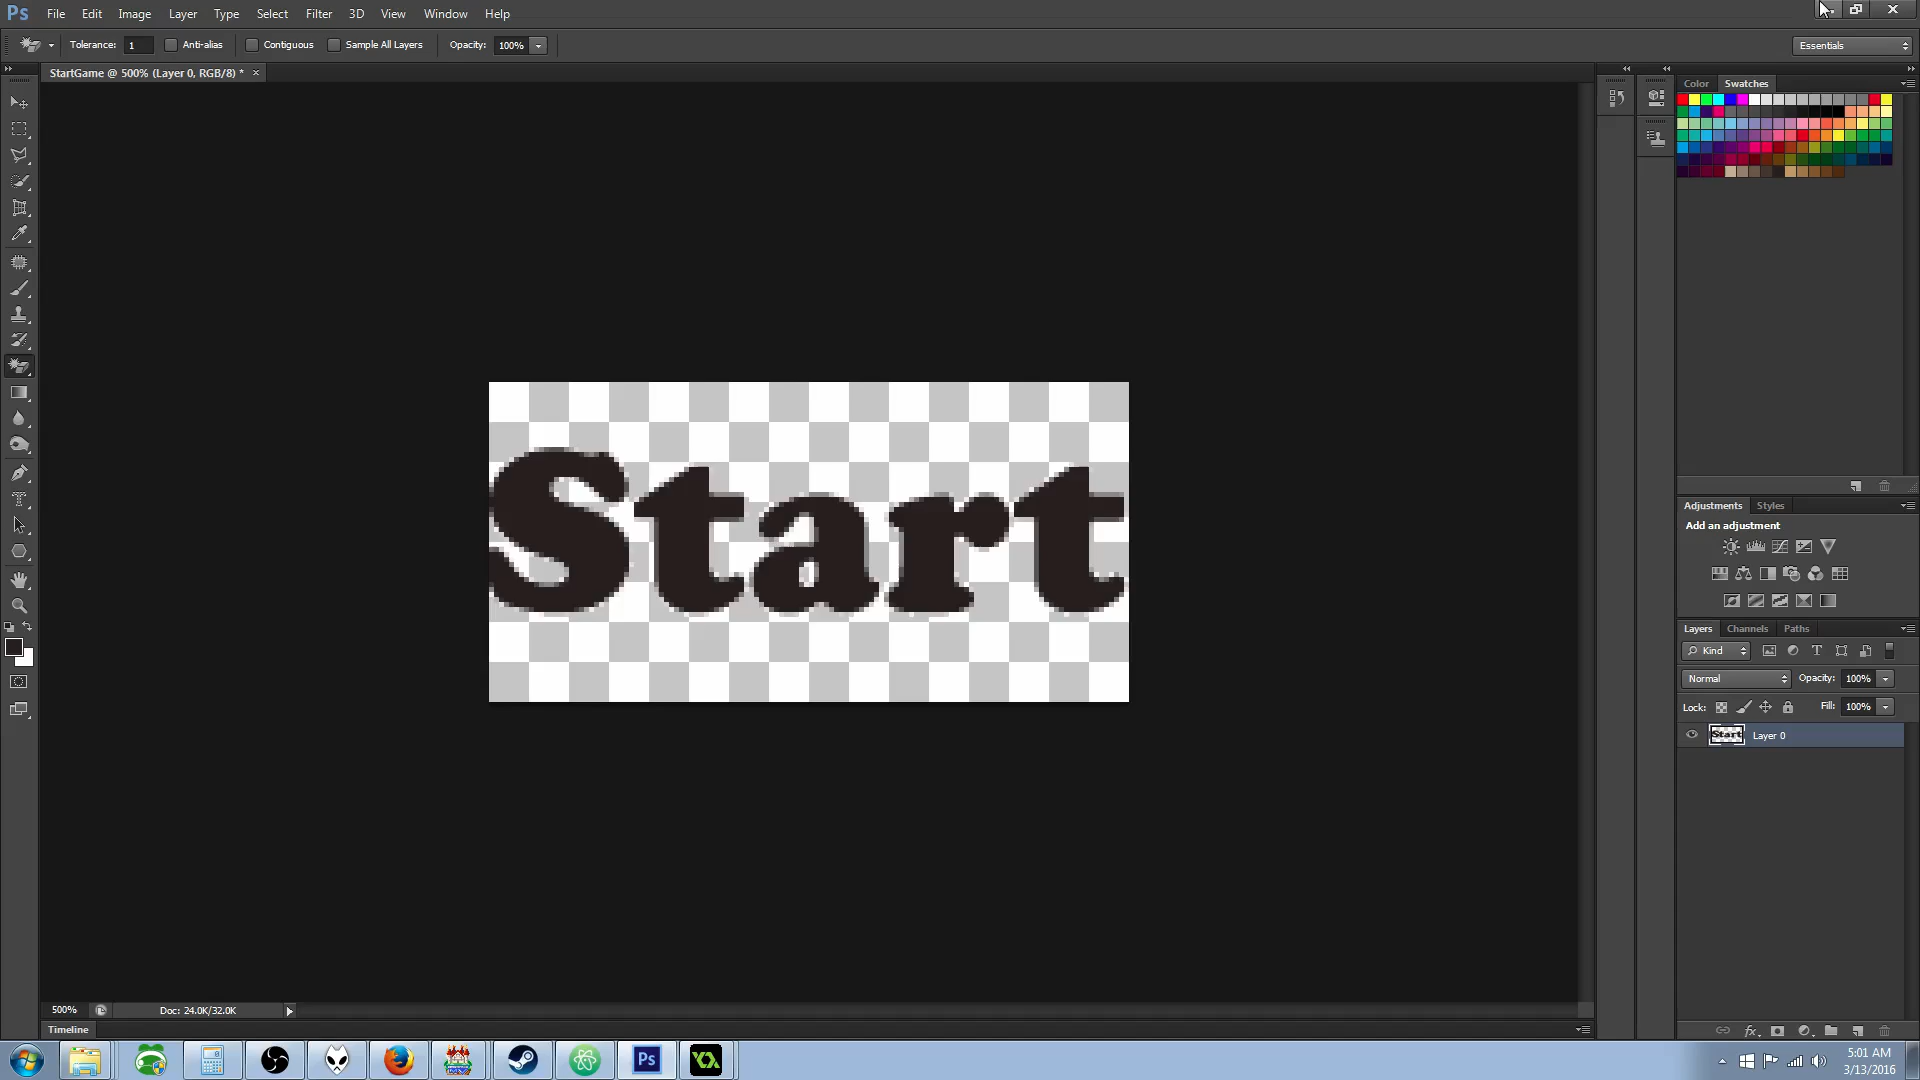 Ps File Edit Image Layer Type Select Filter 3D View Window Help
Tolerance: 1 Anti-alias Contiguous Sample All Layers Opacity: 100% Essentials
StartGame @ 500% (Layer 0, RGB/8) * ×
Color Swatches
Start
Adjustments Styles
Add an adjustment
Layers Channels Paths
Kind
Normal Opacity: 100%
Lock: Fill: 100%
Start Layer 0
500% Doc: 24.0K/32.0K
Timeline
fx
Ps
5:01 AM
3/13/2016